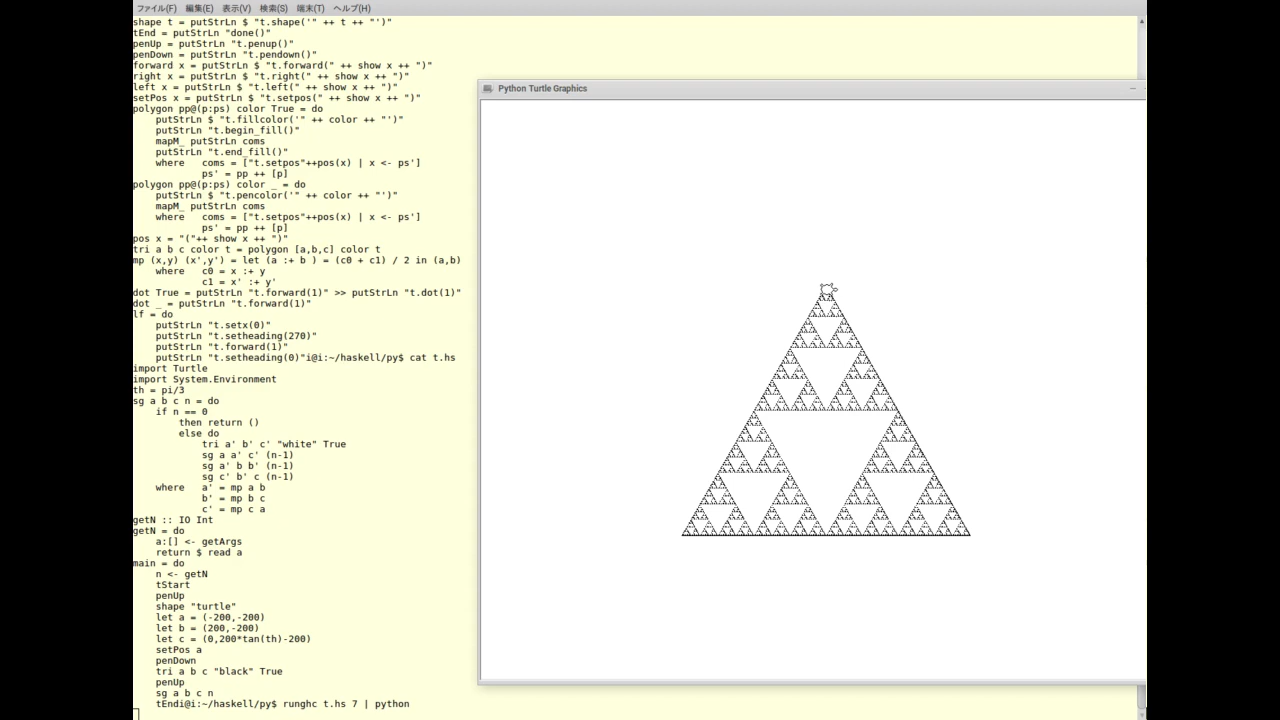 ファイル(F) 編集(E) 表示(V) 検索(S) 端末(T) ヘルプ(H)
shape t = putStrLn $ "t.shape('" ++ t ++ "')"
tEnd = putStrLn "done()"
penUp = putStrLn "t.penup()"
penDown = putStrLn "t.pendown()"
forward x = putStrLn $ "t.forward(" ++ show x ++ ")"
right x = putStrLn $ "t.right(" ++ show x ++ ")"
left x = putStrLn $ "t.left(" ++ show x ++ ")"
setPos x = putStrLn $ "t.setpos(" ++ show x ++ ")"
polygon pp@(p:ps) color True = do
    putStrLn $ "t.fillcolor('" ++ color ++ "')"
    putStrLn "t.begin_fill()"
    mapM_ putStrLn coms
    putStrLn "t.end_fill()"
    where   coms = ["t.setpos"++pos(x) | x <- ps']
            ps' = pp ++ [p]
polygon pp@(p:ps) color _ = do
    putStrLn $ "t.pencolor('" ++ color ++ "')"
    mapM_ putStrLn coms
    where   coms = ["t.setpos"++pos(x) | x <- ps']
            ps' = pp ++ [p]
pos x = "("++ show x ++ ")"
tri a b c color t = polygon [a,b,c] color t
mp (x,y) (x',y') = let (a :+ b ) = (c0 + c1) / 2 in (a,b)
    where   c0 = x :+ y
            c1 = x' :+ y'
dot True = putStrLn "t.forward(1)" >> putStrLn "t.dot(1)"
dot _ = putStrLn "t.forward(1)"
lf = do
    putStrLn "t.setx(0)"
    putStrLn "t.setheading(270)"
    putStrLn "t.forward(1)"
    putStrLn "t.setheading(0)"i@i:~/haskell/py$ cat t.hs
import Turtle
import System.Environment
th = pi/3
sg a b c n = do
    if n == 0
        then return ()
        else do
            tri a' b' c' "white" True
            sg a a' c' (n-1)
            sg a' b b' (n-1)
            sg c' b' c (n-1)
    where   a' = mp a b
            b' = mp b c
            c' = mp c a
getN :: IO Int
getN = do
    a:[] <- getArgs
    return $ read a
main = do
    n <- getN
    tStart
    penUp
    shape "turtle"
    let a = (-200,-200)
    let b = (200,-200)
    let c = (0,200*tan(th)-200)
    setPos a
    penDown
    tri a b c "black" True
    penUp
    sg a b c n
    tEndi@i:~/haskell/py$ runghc t.hs 7 | python
Python Turtle Graphics